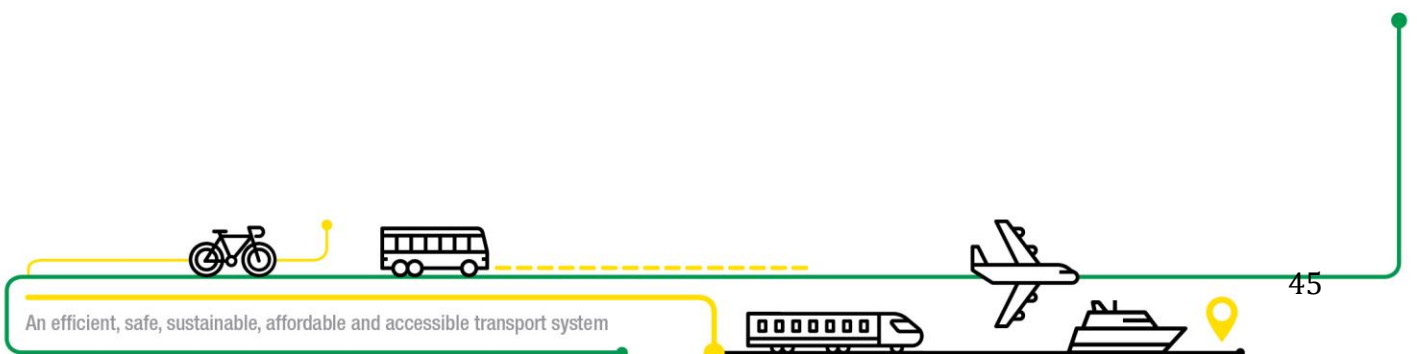 45
An efficient, safe, sustainable, affordable and accessible transport system